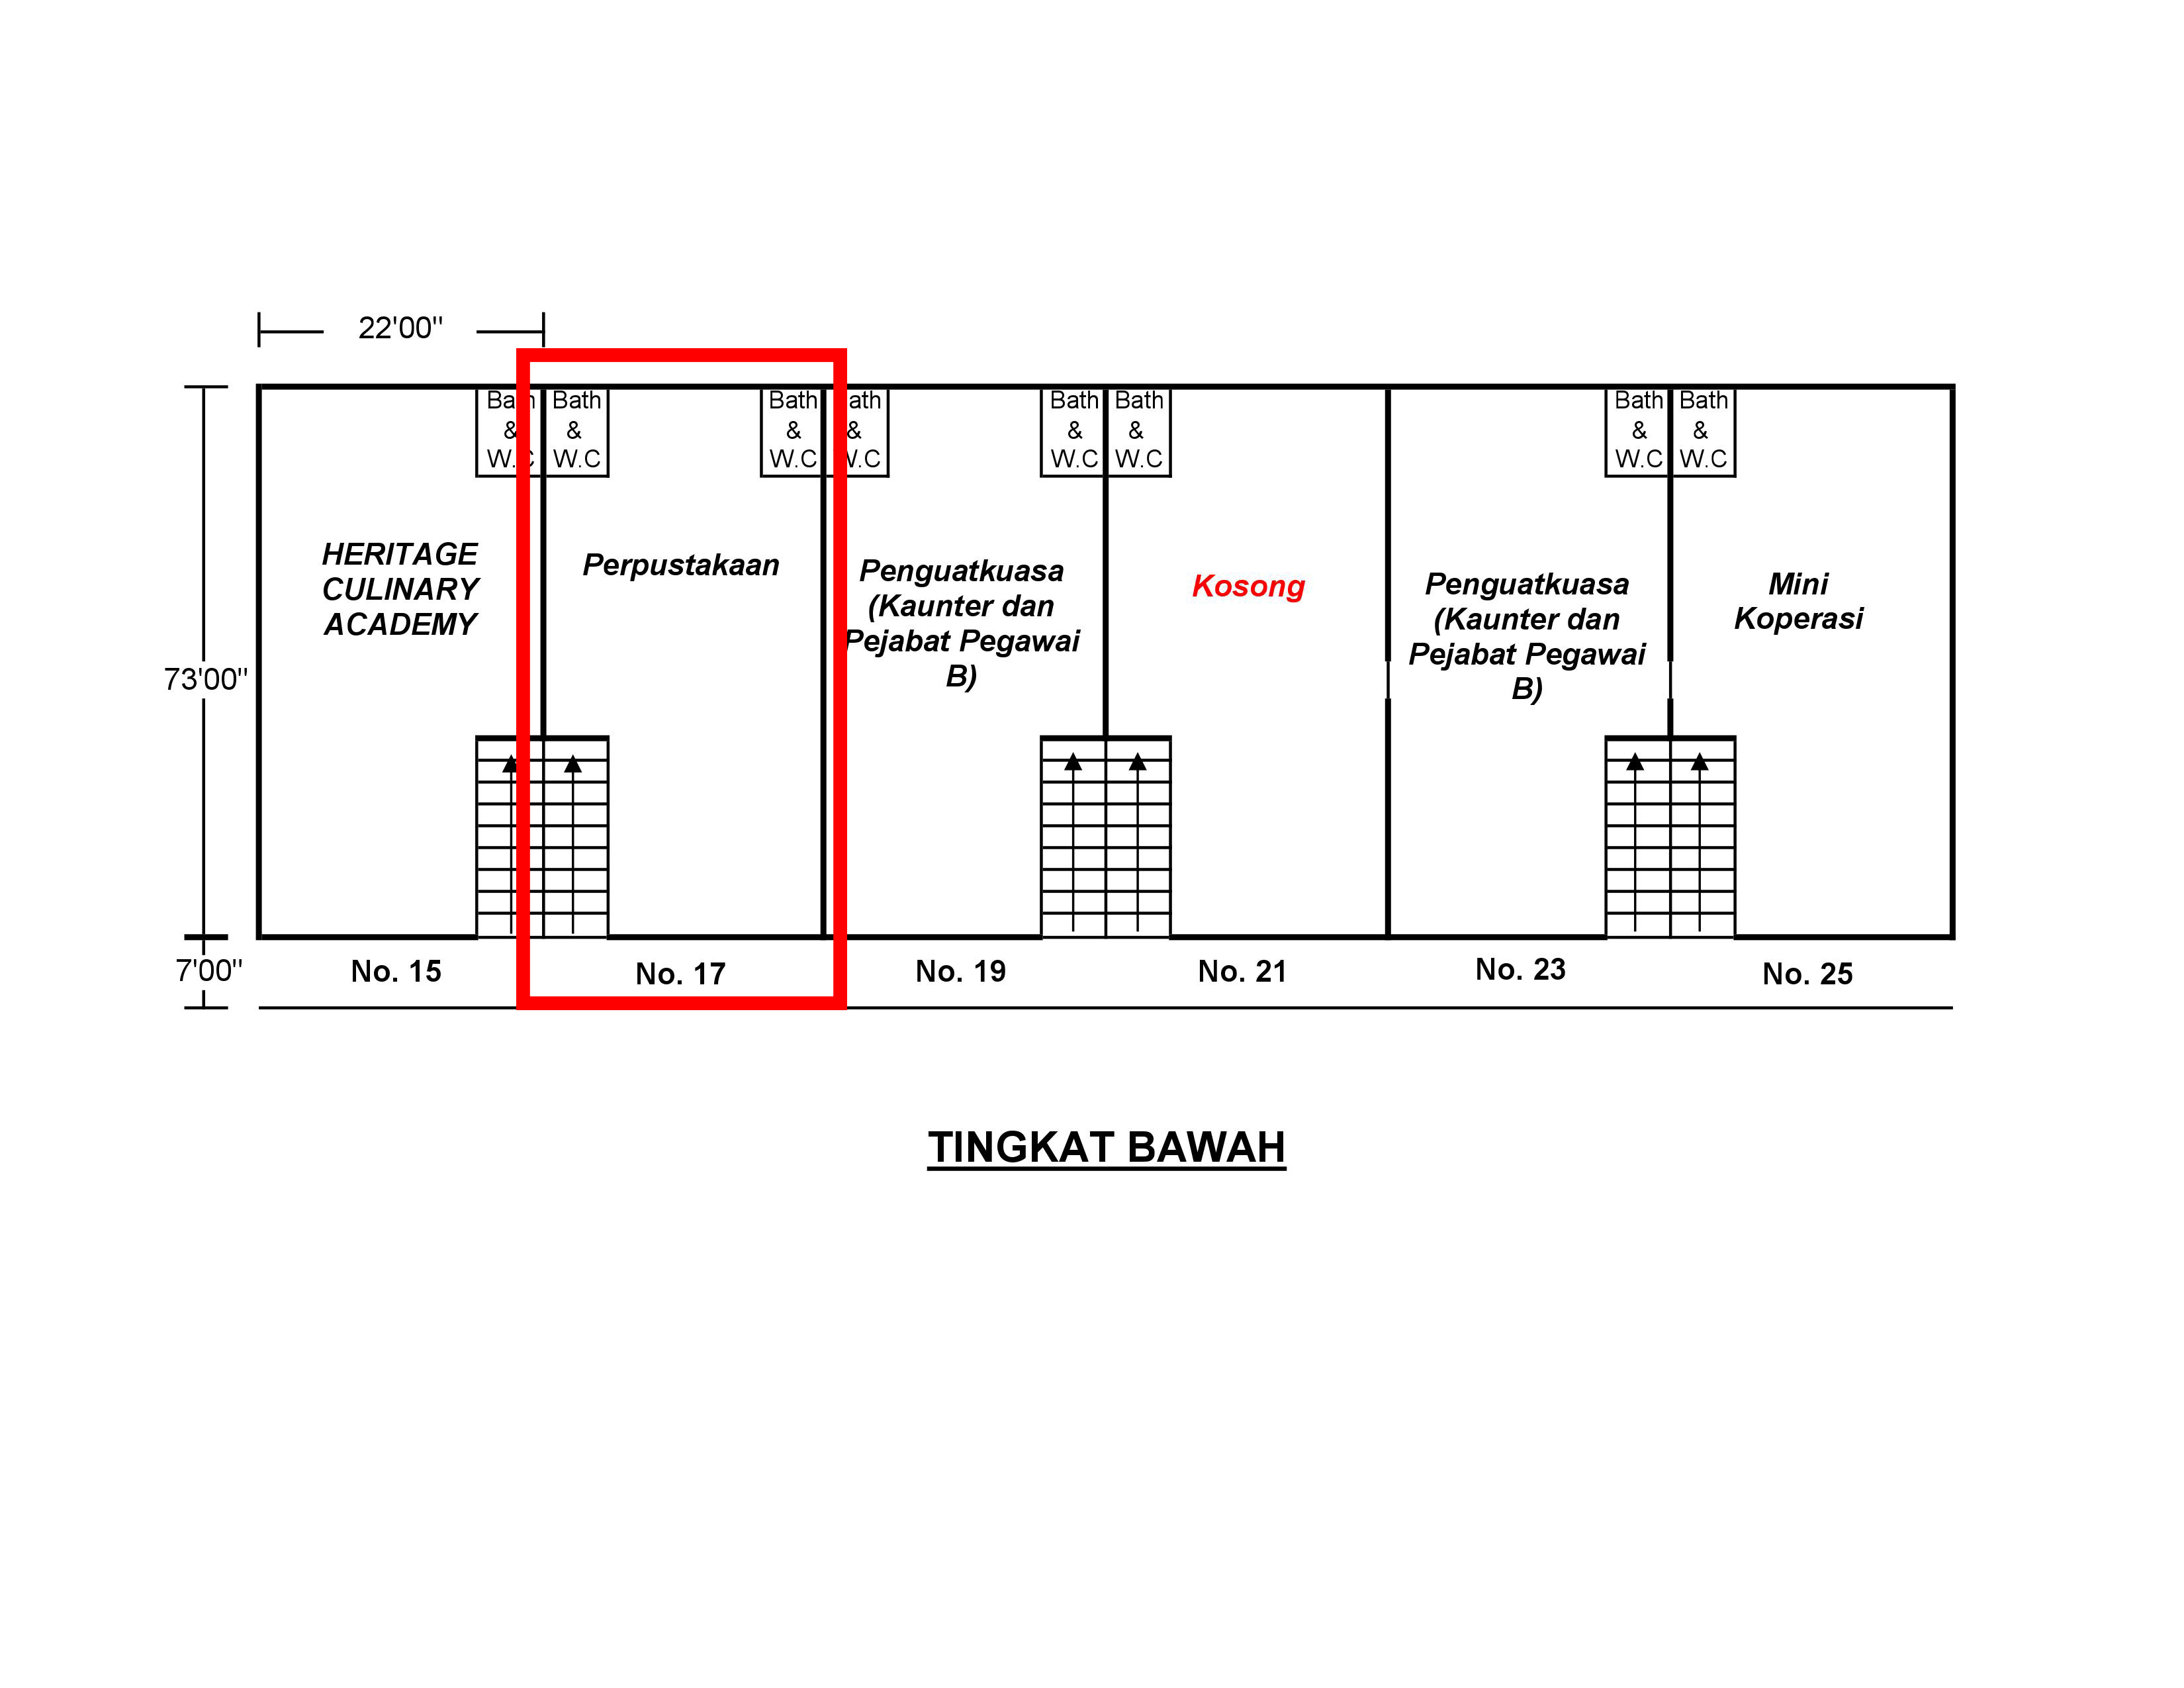 22'00"
Bath
&
W.C
Bath
&
W.C
Bath
&
W.C
ath
&
W.C
Bath
&
W.C
Bath
&
W.C
Bath
&
W.C
Bath
&
W.C
HERITAGE
CULINARY
ACADEMY
Perpustakaan
Penguatkuasa
(Kaunter dan
Pejabat Pegawai
B)
Kosong
Penguatkuasa
(Kaunter dan
Pejabat Pegawai
B)
Mini
Koperasi
73'00"
7'00"
No. 15
No. 17
No. 19
No. 21
No. 23
No. 25
TINGKAT BAWAH